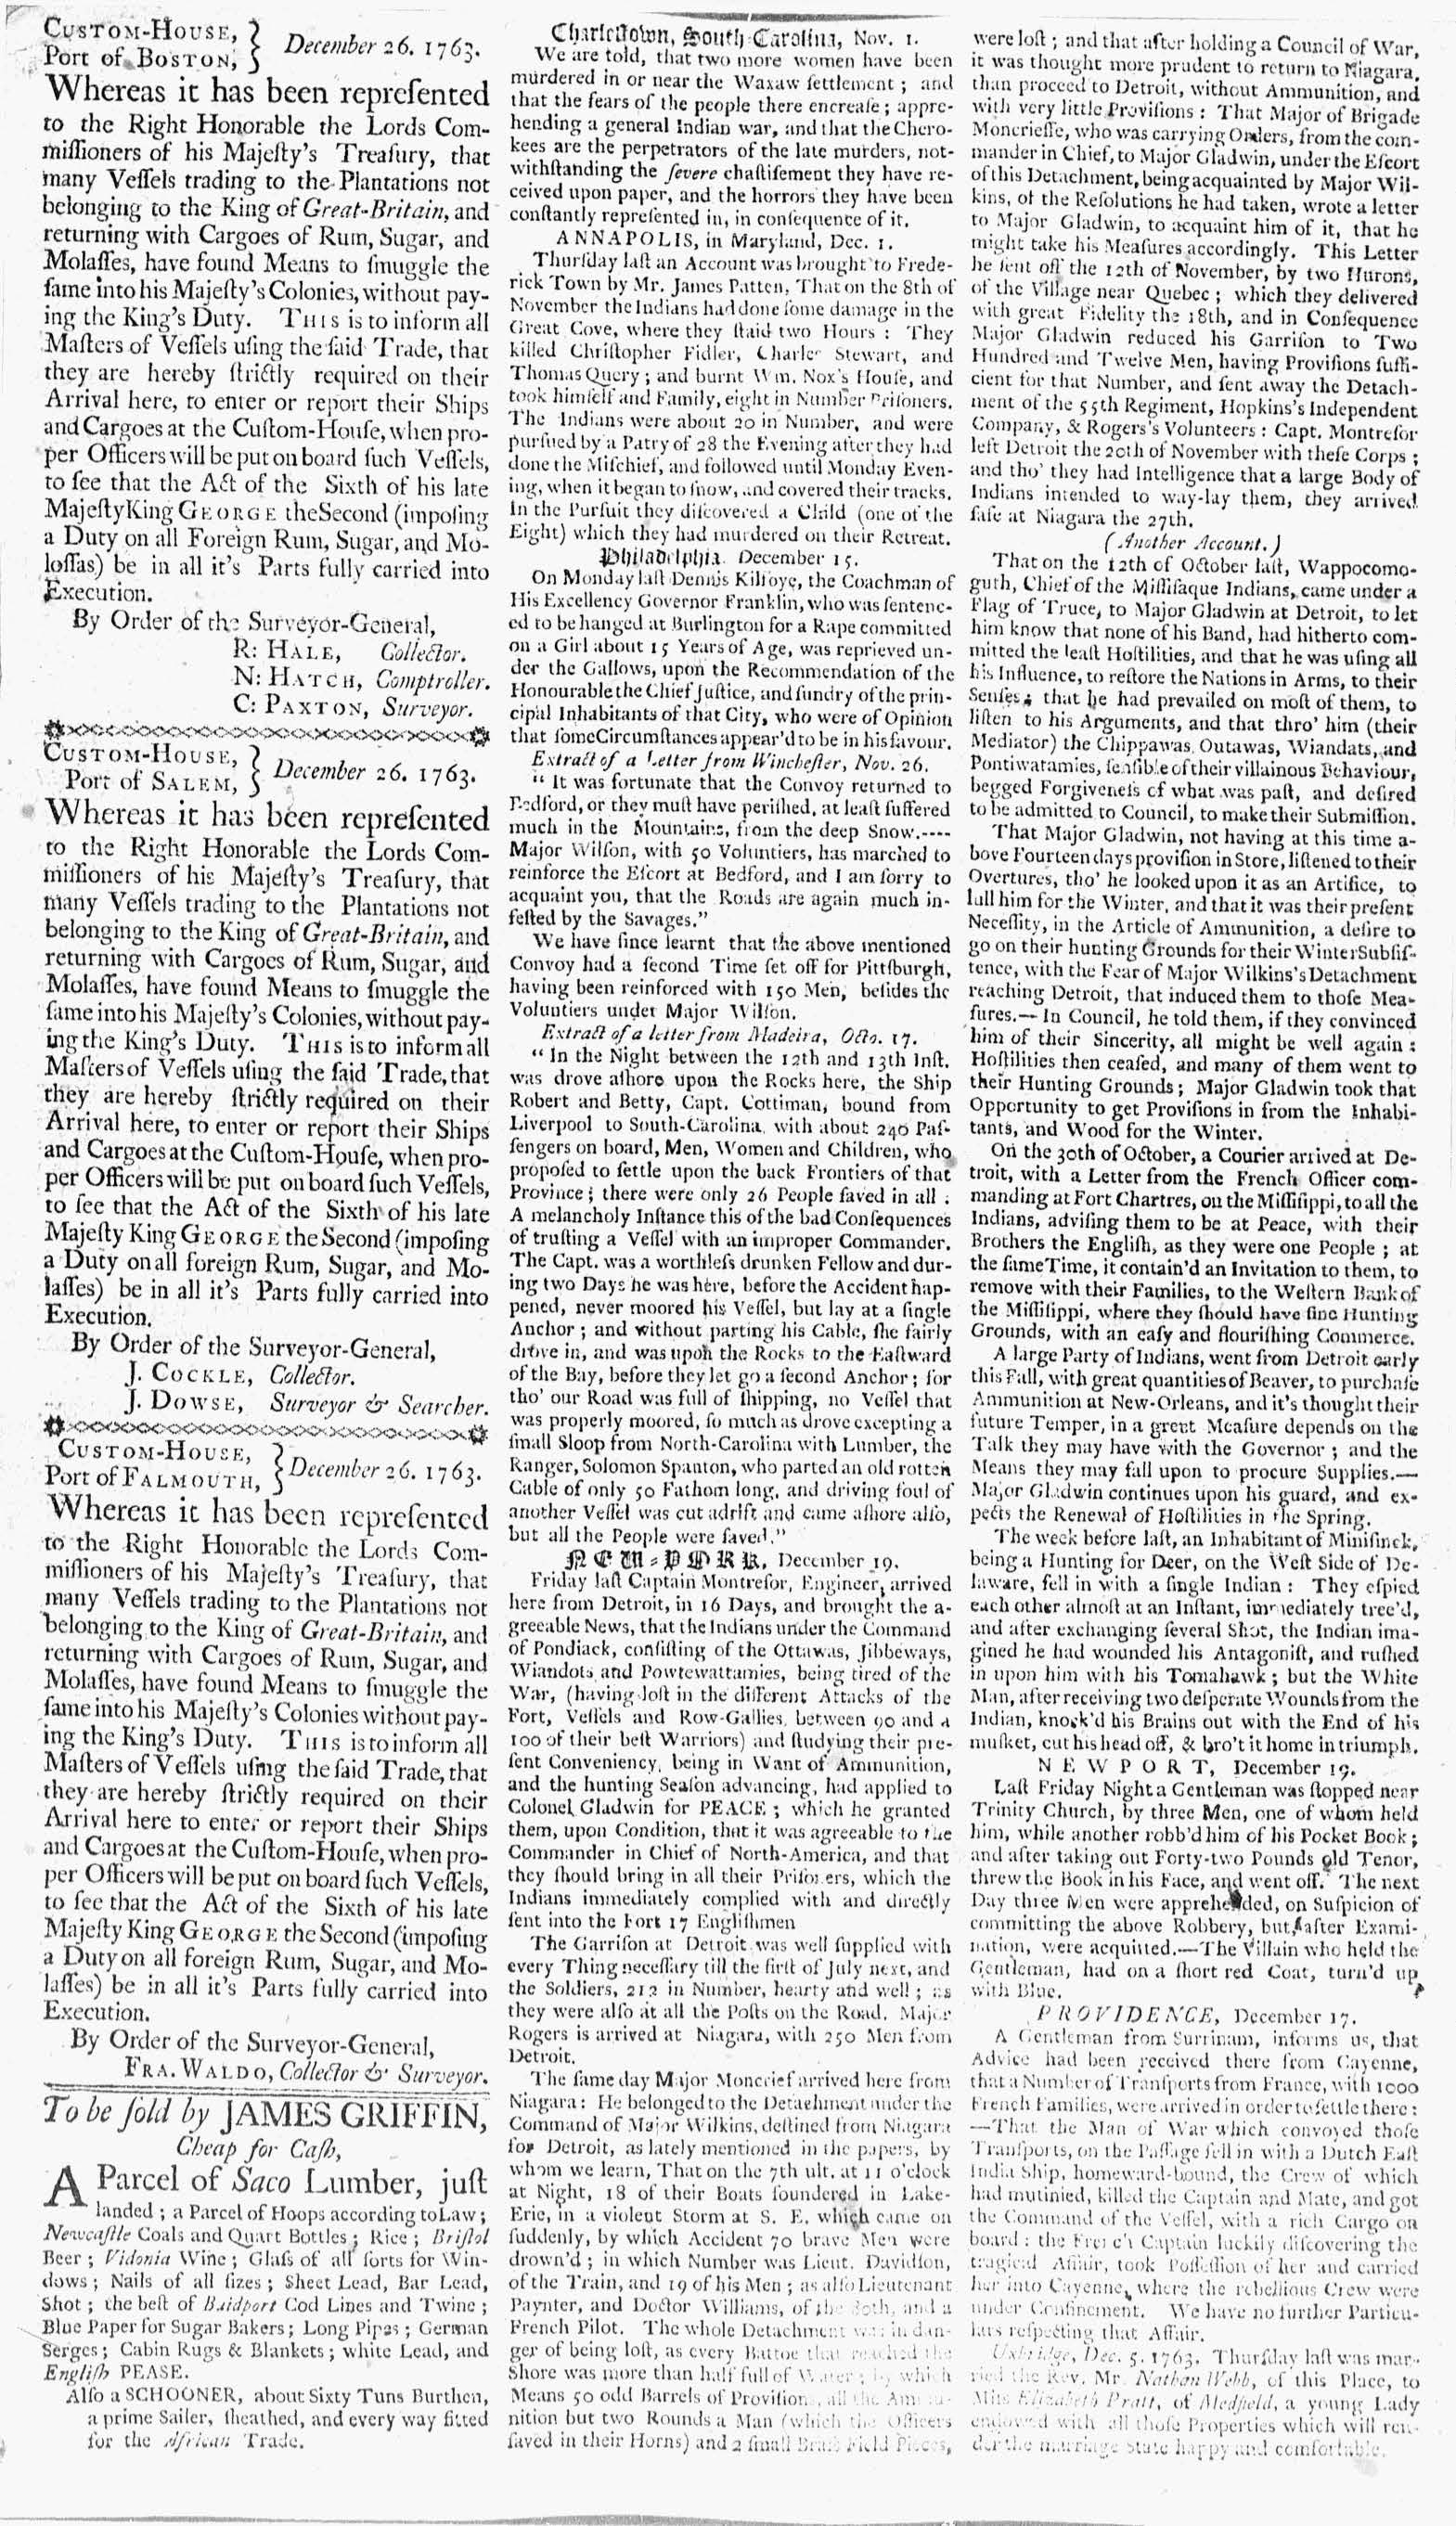 CUSTOM-HOUSE, } December 26. 1763.
Port of BOSTON,
Whereas it has been repreſented
to the Right Honorable the Lords Com-
miſſioners of his Majeſty's Treaſury, that
many Veſſels trading to the Plantations not
belonging to the King of Great-Britain, and
returning with Cargoes of Rum, Sugar, and
Molaſſes, have found Means to ſmuggle the
ſame into his Majeſty's Colonies, without pay-
ing the King's Duty. THIS is to inform all
Maſters of Veſſels uſing the ſaid Trade, that
they are hereby ſtrictly required on their
Arrival here, to enter or report their Ships
and Cargoes at the Cuſtom-Houſe, when pro-
per Officers will be put on board ſuch Veſſels,
to ſee that the Act of the Sixth of his late
Majeſty King GEORGE the Second (impoſing
a Duty on all Foreign Rum, Sugar, and Mo-
loſſas) be in all it's Parts fully carried into
Execution.
By Order of the Surveyor-General,
R: HALE, Collector.
N: HATCH, Comptroller.
C: PAXTON, Surveyor.
CUSTOM-HOUSE, } December 26. 1763.
Port of SALEM,
Whereas it has been repreſented
to the Right Honorable the Lords Com-
miſſioners of his Majeſty's Treaſury, that
many Veſſels trading to the Plantations not
belonging to the King of Great-Britain, and
returning with Cargoes of Rum, Sugar, and
Molaſſes, have found Means to ſmuggle the
ſame into his Majeſty's Colonies, without pay-
ing the King's Duty. THIS is to inform all
Maſters of Veſſels uſing the ſaid Trade, that
they are hereby ſtrictly required on their
Arrival here, to enter or report their Ships
and Cargoes at the Cuſtom-Houſe, when pro-
per Officers will be put on board ſuch Veſſels,
to ſee that the Act of the Sixth of his late
Majeſty King GEORGE the Second (impoſing
a Duty on all foreign Rum, Sugar, and Mo-
laſſes) be in all it's Parts fully carried into
Execution.
By Order of the Surveyor-General,
J. COCKLE, Collector.
J. DOWSE, Surveyor & Searcher.
CUSTOM-HOUSE, } December 26. 1763.
Port of FALMOUTH,
Whereas it has been repreſented
to the Right Honorable the Lords Com-
miſſioners of his Majeſty's Treaſury, that
many Veſſels trading to the Plantations not
belonging to the King of Great-Britain, and
returning with Cargoes of Rum, Sugar, and
Molaſſes, have found Means to ſmuggle the
ſame into his Majeſty's Colonies without pay-
ing the King's Duty. THIS is to inform all
Maſters of Veſſels uſing the ſaid Trade, that
they are hereby ſtrictly required on their
Arrival here to enter or report their Ships
and Cargoes at the Cuſtom-Houſe, when pro-
per Officers will be put on board ſuch Veſſels,
to ſee that the Act of the Sixth of his late
Majeſty King GEORGE the Second (impoſing
a Duty on all foreign Rum, Sugar, and Mo-
laſſes) be in all it's Parts fully carried into
Execution.
By Order of the Surveyor-General,
FRA. WALDO, Collector & Surveyor.
To be ſold by JAMES GRIFFIN,
Cheap for Caſh,
A Parcel of Saco Lumber, juſt
landed ; a Parcel of Hoops according to Law ;
Newcaſtle Coals and Quart Bottles ; Rice ; Briſtol
Beer ; Vidonia Wine ; Glaſs of all ſorts for Win-
dows ; Nails of all ſizes ; Sheet Lead, Bar Lead,
Shot ; the beſt of Baidport Cod Lines and Twine ;
Blue Paper for Sugar Bakers ; Long Pipes ; German
Serges ; Cabin Rugs & Blankets ; white Lead, and
Engliſh PEASE.
Alſo a SCHOONER, about Sixty Tuns Burthen,
a prime Sailer, ſheathed, and every way fitted
for the African Trade.
Charleſtown, South-Carolina, Nov. 1.
We are told, that two more women have been
murdered in or near the Waxaw ſettlement ; and
that the fears of the people there encreaſe ; appre-
hending a general Indian war, and that the Chero-
kees are the perpetrators of the late murders, not-
withſtanding the ſevere chaſtiſement they have re-
ceived upon paper, and the horrors they have been
conſtantly repreſented in, in conſequence of it.
ANNAPOLIS, in Maryland, Dec. 1.
Thurſday laſt an Account was brought to Frede-
rick Town by Mr. James Patten, That on the 8th of
November the Indians had done ſome damage in the
Great Cove, where they ſtaid two Hours : They
killed Chriſtopher Fidler, Charles Stewart, and
Thomas Query ; and burnt Wm. Nox's Houſe, and
took himſelf and Family, eight in Number Priſoners.
The Indians were about 20 in Number, and were
purſued by a Patry of 28 the Evening after they had
done the Miſchief, and followed until Monday Even-
ing, when it began to ſnow, and covered their tracks.
In the Purſuit they diſcovered a Child (one of the
Eight) which they had murdered on their Retreat.
Philadelphia. December 15.
On Monday laſt Dennis Kilfoye, the Coachman of
His Excellency Governor Franklin, who was ſentenc-
ed to be hanged at Burlington for a Rape committed
on a Girl about 15 Years of Age, was reprieved un-
der the Gallows, upon the Recommendation of the
Honourable the Chief Juſtice, and ſundry of the prin-
cipal Inhabitants of that City, who were of Opinion
that ſome Circumſtances appear'd to be in his favour.
Extract of a Letter from Wincheſter, Nov. 26.
“ It was fortunate that the Convoy returned to
Bedford, or they muſt have periſhed, at leaſt ſuffered
much in the Mountains, from the deep Snow.----
Major Wilſon, with 50 Voluntiers, has marched to
reinforce the Eſcort at Bedford, and I am ſorry to
acquaint you, that the Roads are again much in-
feſted by the Savages.”
We have ſince learnt that the above mentioned
Convoy had a ſecond Time ſet off for Pittſburgh,
having been reinforced with 150 Men, beſides the
Voluntiers under Major Wilſon.
Extract of a letter from Madeira, Octo. 17.
“ In the Night between the 12th and 13th Inſt.
was drove aſhore upon the Rocks here, the Ship
Robert and Betty, Capt. Cottiman, bound from
Liverpool to South-Carolina, with about 240 Paſ-
ſengers on board, Men, Women and Children, who
propoſed to ſettle upon the back Frontiers of that
Province ; there were only 26 People ſaved in all :
A melancholy Inſtance this of the bad Conſequences
of truſting a Veſſel with an improper Commander.
The Capt. was a worthleſs drunken Fellow and dur-
ing two Days he was here, before the Accident hap-
pened, never moored his Veſſel, but lay at a ſingle
Anchor ; and without parting his Cable, ſhe fairly
drove in, and was upon the Rocks to the Eaſtward
of the Bay, before they let go a ſecond Anchor ; for
tho' our Road was full of ſhipping, no Veſſel that
was properly moored, ſo much as drove excepting a
ſmall Sloop from North-Carolina with Lumber, the
Ranger, Solomon Spanton, who parted an old rotten
Cable of only 50 Fathom long, and driving foul of
another Veſſel was cut adrift and came aſhore alſo,
but all the People were ſaved.”
NEW-YORK, December 19.
Friday laſt Captain Montreſor, Engineer, arrived
here from Detroit, in 16 Days, and brought the a-
greeable News, that the Indians under the Command
of Pondiack, conſiſting of the Ottawas, Jibbeways,
Wiandots and Powtewattamies, being tired of the
War, (having loſt in the different Attacks of the
Fort, Veſſels and Row-Gallies, between 90 and a
100 of their beſt Warriors) and ſtudying their pre-
ſent Conveniency, being in Want of Ammunition,
and the hunting Seaſon advancing, had applied to
Colonel Gladwin for PEACE ; which he granted
them, upon Condition, that it was agreeable to the
Commander in Chief of North-America, and that
they ſhould bring in all their Priſoners, which the
Indians immediately complied with and directly
ſent into the Fort 17 Engliſhmen
The Garriſon at Detroit was well ſupplied with
every Thing neceſſary till the firſt of July next, and
the Soldiers, 212 in Number, hearty and well ; as
they were alſo at all the Poſts on the Road. Major
Rogers is arrived at Niagara, with 250 Men from
Detroit.
The ſame day Major Moncrief arrived here from
Niagara: He belonged to the Detachment under the
Command of Major Wilkins, deſtined from Niagara
for Detroit, as lately mentioned in the papers, by
whom we learn, That on the 7th ult. at 11 o'clock
at Night, 18 of their Boats foundered in Lake-
Erie, in a violent Storm at S. E. which came on
ſuddenly, by which Accident 70 brave Men were
drown'd ; in which Number was Lieut. Davidſon,
of the Train, and 19 of his Men ; as alſo Lieutenant
Paynter, and Doctor Williams, of the 80th, and a
French Pilot. The whole Detachment was in dan-
ger of being loſt, as every Battoe that reached the
Shore was more than half full of Water ; by which
Means 50 odd Barrels of Proviſions, all the Ammu-
nition but two Rounds a Man (which the Officers
ſaved in their Horns) and 2 ſmall Braſs Field Pieces,
were loſt ; and that after holding a Council of War,
it was thought more prudent to return to Niagara,
than proceed to Detroit, without Ammunition, and
with very little Proviſions : That Major of Brigade
Moncrieffe, who was carrying Orders, from the com-
mander in Chief, to Major Gladwin, under the Eſcort
of this Detachment, being acquainted by Major Wil-
kins, of the Reſolutions he had taken, wrote a letter
to Major Gladwin, to acquaint him of it, that he
might take his Meaſures accordingly. This Letter
he ſent off the 12th of November, by two Hurons,
of the Village near Quebec ; which they delivered
with great Fidelity the 18th, and in Conſequence
Major Gladwin reduced his Garriſon to Two
Hundred and Twelve Men, having Proviſions ſuffi-
cient for that Number, and ſent away the Detach-
ment of the 55th Regiment, Hopkins's Independent
Company, & Rogers's Volunteers : Capt. Montreſor
left Detroit the 20th of November with theſe Corps ;
and tho' they had Intelligence that a large Body of
Indians intended to way-lay them, they arrived
ſafe at Niagara the 27th.
(Another Account.)
That on the 12th of October laſt, Wappocomo-
guth, Chief of the Miſſiſaque Indians, came under a
Flag of Truce, to Major Gladwin at Detroit, to let
him know that none of his Band, had hitherto com-
mitted the leaſt Hoſtilities, and that he was uſing all
his Influence, to reſtore the Nations in Arms, to their
Senſes ; that he had prevailed on moſt of them, to
liſten to his Arguments, and that thro' him (their
Mediator) the Chippawas, Outawas, Wiandats, and
Pontiwatamies, ſenſible of their villainous Behaviour,
begged Forgiveneſs of what was paſt, and deſired
to be admitted to Council, to make their Submiſſion.
That Major Gladwin, not having at this time a-
bove Fourteen days proviſion in Store, liſtened to their
Overtures, tho' he looked upon it as an Artifice, to
lull him for the Winter, and that it was their preſent
Neceſſity, in the Article of Ammunition, a deſire to
go on their hunting Grounds for their Winter Subſiſ-
tence, with the Fear of Major Wilkins's Detachment
reaching Detroit, that induced them to thoſe Mea-
ſures.— In Council, he told them, if they convinced
him of their Sincerity, all might be well again :
Hoſtilities then ceaſed, and many of them went to
their Hunting Grounds ; Major Gladwin took that
Opportunity to get Proviſions in from the Inhabi-
tants, and Wood for the Winter.
On the 30th of October, a Courier arrived at De-
troit, with a Letter from the French Officer com-
manding at Fort Chartres, on the Miſſiſippi, to all the
Indians, adviſing them to be at Peace, with their
Brothers the Engliſh, as they were one People ; at
the ſame Time, it contain'd an Invitation to them, to
remove with their Families, to the Weſtern Bank of
the Miſſiſippi, where they ſhould have fine Hunting
Grounds, with an eaſy and flouriſhing Commerce.
A large Party of Indians, went from Detroit early
this Fall, with great quantities of Beaver, to purchaſe
Ammunition at New-Orleans, and it's thought their
future Temper, in a great Meaſure depends on the
Talk they may have with the Governor ; and the
Means they may fall upon to procure Supplies.—
Major Gladwin continues upon his guard, and ex-
pects the Renewal of Hoſtilities in the Spring.
The week before laſt, an Inhabitant of Miniſinck,
being a Hunting for Deer, on the Weſt Side of De-
laware, fell in with a ſingle Indian : They eſpied
each other almoſt at an Inſtant, immediately tree'd,
and after exchanging ſeveral Shot, the Indian ima-
gined he had wounded his Antagoniſt, and ruſhed
in upon him with his Tomahawk ; but the White
Man, after receiving two deſperate Wounds from the
Indian, knock'd his Brains out with the End of his
muſket, cut his head off, & bro't it home in triumph.
NEWPORT, December 19.
Laſt Friday Night a Gentleman was ſtopped near
Trinity Church, by three Men, one of whom held
him, while another robb'd him of his Pocket Book ;
and after taking out Forty-two Pounds old Tenor,
threw the Book in his Face, and went off. The next
Day three Men were apprehended, on Suſpicion of
committing the above Robbery, but, after Exami-
nation, were acquitted.—The Villain who held the
Gentleman, had on a ſhort red Coat, turn'd up
with Blue.
PROVIDENCE, December 17.
A Gentleman from Surrinam, informs us, that
Advice had been received there from Cayenne,
that a Number of Tranſports from France, with 1000
French Families, were arrived in order to ſettle there :
—That the Man of War which convoyed thoſe
Tranſports, on the Paſſage fell in with a Dutch Eaſt
India Ship, homeward-bound, the Crew of which
had mutinied, killed the Captain and Mate, and got
the Command of the Veſſel, with a rich Cargo on
board : the French Captain luckily diſcovering the
tragical Affair, took Poſſeſſion of her and carried
her into Cayenne, where the rebellious Crew were
under Confinement. We have no further Particu-
lars reſpecting that Affair.
Uxbridge, Dec. 5. 1763. Thurſday laſt was mar-
ried the Rev. Mr. Nathan Webb, of this Place, to
Miſs Elizabeth Pratt, of Medfield, a young Lady
endowed with all thoſe Properties which will ren-
der the marriage State happy and comfortable.